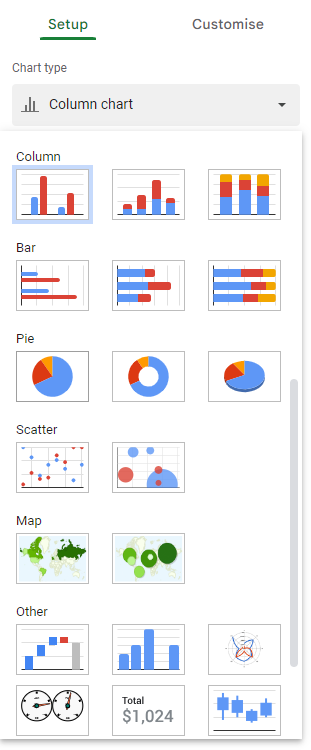 Setup Customise
Chart type
Column chart
Column
Bar
Pie
Scatter
Map
Other
Total
$1,024